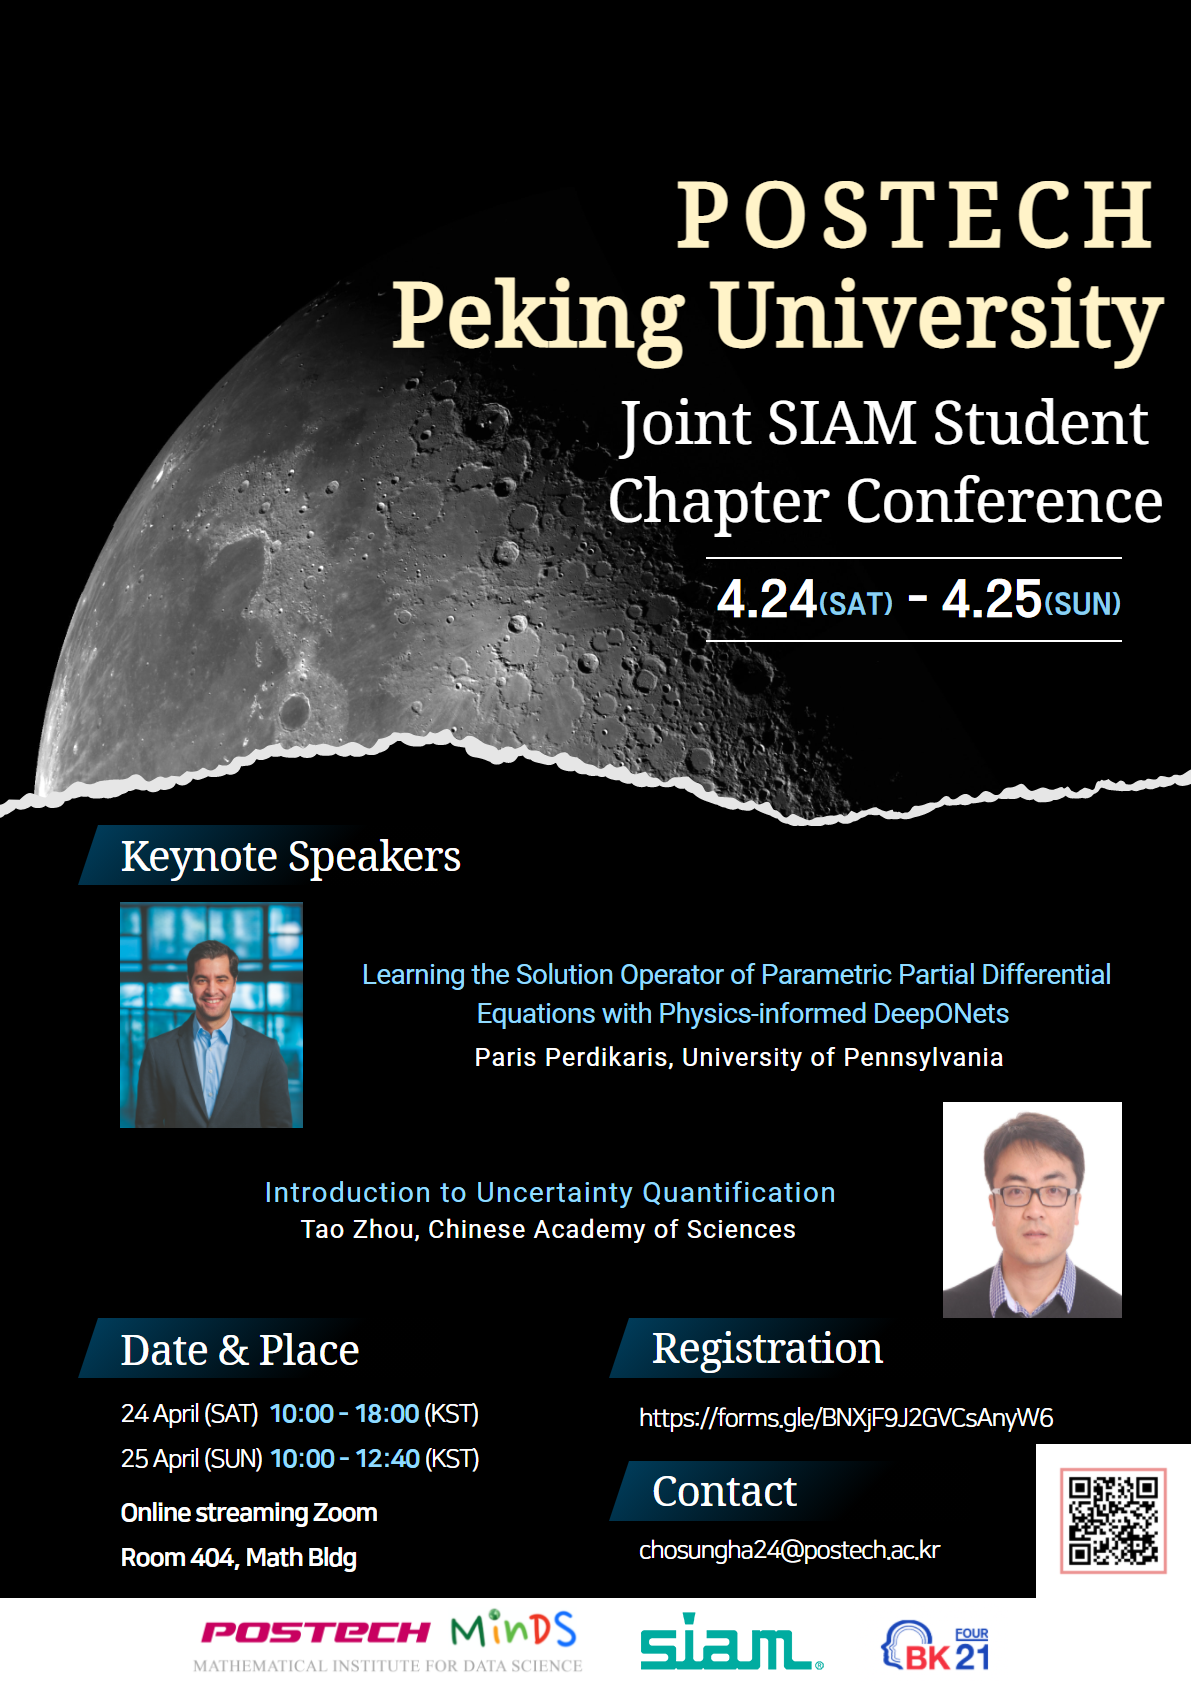 POSTECH
Peking University
Joint SIAM Student
Chapter Conference
4.24(SAT) - 4.25(SUN)
Keynote Speakers
Learning the Solution Operator of Parametric Partial Differential
Equations with Physics-informed DeepONets
Paris Perdikaris, University of Pennsylvania
Introduction to Uncertainty Quantification
Tao Zhou, Chinese Academy of Sciences
Date & Place
24 April (SAT) 10:00 - 18:00 (KST)
25 April (SUN) 10:00 - 12:40 (KST)
Online streaming Zoom
Room 404, Math Bldg
Registration
https://forms.gle/BNXjF9J2GVCsAnyW6
Contact
chosungha24@postech.ac.kr
POSTECH MinDS
MATHEMATICAL INSTITUTE FOR DATA SCIENCE
siam®
FOUR
BK 21